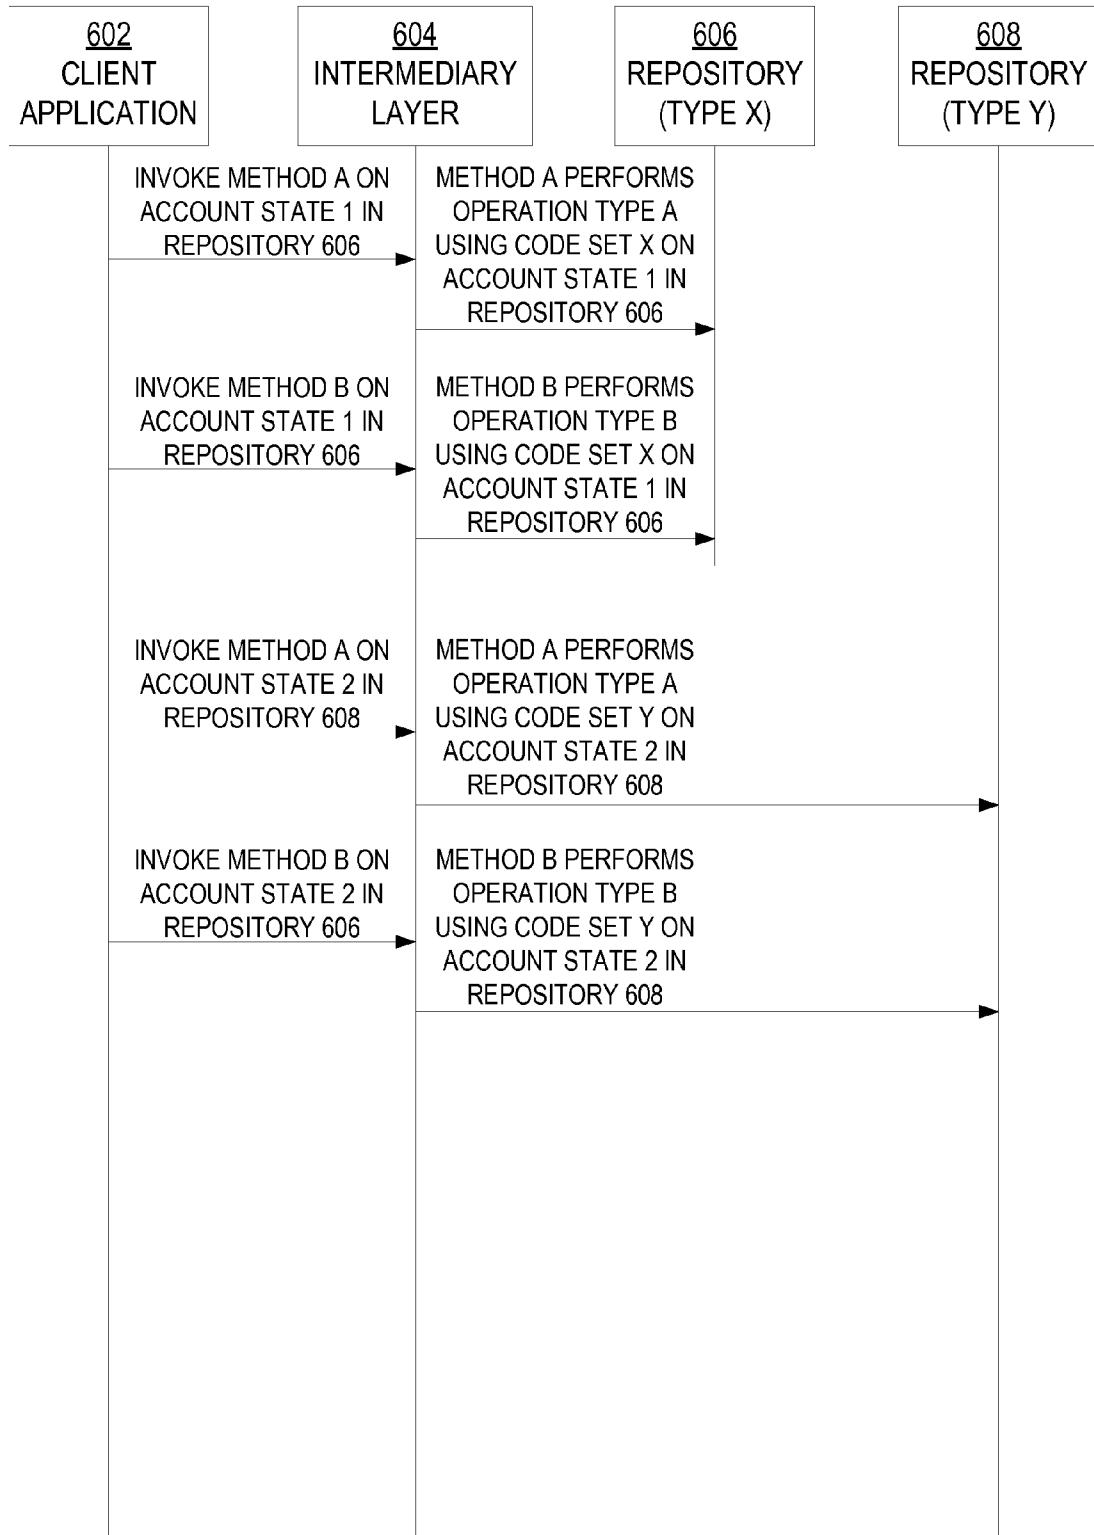 602
CLIENT
APPLICATION
604
INTERMEDIARY
LAYER
606
REPOSITORY
(TYPE X)
608
REPOSITORY
(TYPE Y)
INVOKE METHOD A ON
ACCOUNT STATE 1 IN
REPOSITORY 606
METHOD A PERFORMS
OPERATION TYPE A
USING CODE SET X ON
ACCOUNT STATE 1 IN
REPOSITORY 606
INVOKE METHOD B ON
ACCOUNT STATE 1 IN
REPOSITORY 606
METHOD B PERFORMS
OPERATION TYPE B
USING CODE SET X ON
ACCOUNT STATE 1 IN
REPOSITORY 606
INVOKE METHOD A ON
ACCOUNT STATE 2 IN
REPOSITORY 608
METHOD A PERFORMS
OPERATION TYPE A
USING CODE SET Y ON
ACCOUNT STATE 2 IN
REPOSITORY 608
INVOKE METHOD B ON
ACCOUNT STATE 2 IN
REPOSITORY 606
METHOD B PERFORMS
OPERATION TYPE B
USING CODE SET Y ON
ACCOUNT STATE 2 IN
REPOSITORY 608